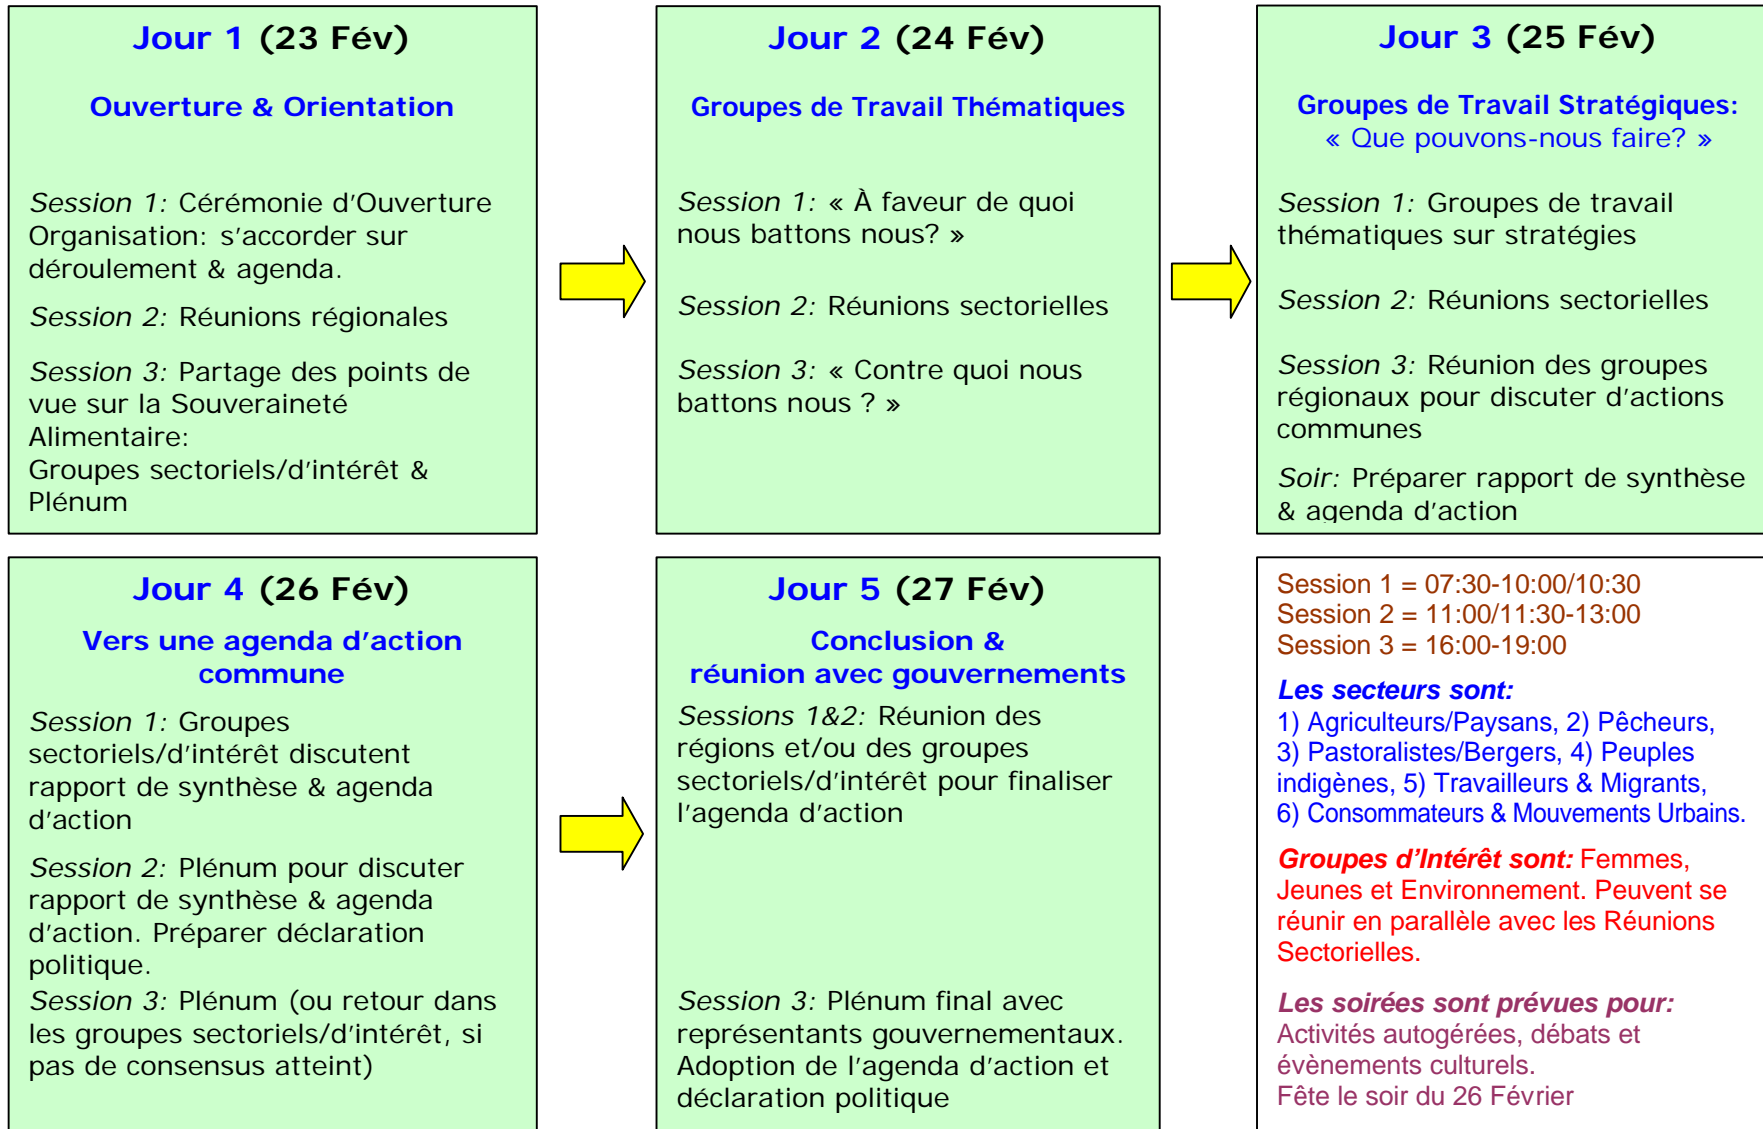 Jour 1 (23 Fév)
Ouverture & Orientation
Session 1: Cérémonie d'Ouverture
Organisation: s'accorder sur
déroulement & agenda.
Session 2: Réunions régionales
Session 3: Partage des points de
vue sur la Souveraineté
Alimentaire:
Groupes sectoriels/d'intérêt &
Plénum
Jour 2 (24 Fév)
Groupes de Travail Thématiques
Session 1: « À faveur de quoi
nous battons nous? »
Session 2: Réunions sectorielles
Session 3: « Contre quoi nous
battons nous ? »
Jour 3 (25 Fév)
Groupes de Travail Stratégiques:
« Que pouvons-nous faire? »
Session 1: Groupes de travail
thématiques sur stratégies
Session 2: Réunions sectorielles
Session 3: Réunion des groupes
régionaux pour discuter d'actions
communes
Soir: Préparer rapport de synthèse
& agenda d'action
Jour 4 (26 Fév)
Vers une agenda d'action
commune
Session 1: Groupes
sectoriels/d'intérêt discutent
rapport de synthèse & agenda
d'action
Session 2: Plénum pour discuter
rapport de synthèse & agenda
d'action. Préparer déclaration
politique.
Session 3: Plénum (ou retour dans
les groupes sectoriels/d'intérêt, si
pas de consensus atteint)
Jour 5 (27 Fév)
Conclusion &
réunion avec gouvernements
Sessions 1&2: Réunion des
régions et/ou des groupes
sectoriels/d'intérêt pour finaliser
l'agenda d'action
Session 3: Plénum final avec
représentants gouvernementaux.
Adoption de l'agenda d'action et
déclaration politique
Session 1 = 07:30-10:00/10:30
Session 2 = 11:00/11:30-13:00
Session 3 = 16:00-19:00
Les secteurs sont:
1) Agriculteurs/Paysans, 2) Pêcheurs,
3) Pastoralistes/Bergers, 4) Peuples
indigènes, 5) Travailleurs & Migrants,
6) Consommateurs & Mouvements Urbains.
Groupes d'Intérêt sont: Femmes,
Jeunes et Environnement. Peuvent se
réunir en parallèle avec les Réunions
Sectorielles.
Les soirées sont prévues pour:
Activités autogérées, débats et
évènements culturels.
Fête le soir du 26 Février